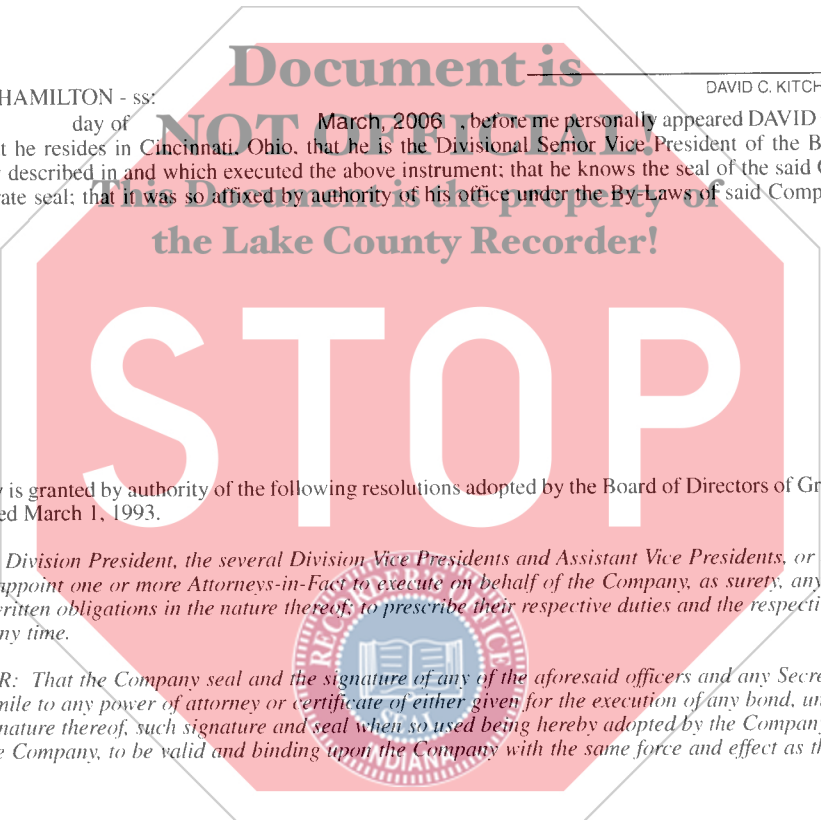 Document is
DAVID C. KITCH
HAMILTON - ss:
NOT OFFICIAL!
day of March, 2006 , before me personally appeared DAVID
t he resides in Cincinnati, Ohio, that he is the Divisional Senior Vice President of the B
described in and which executed the above instrument; that he knows the seal of the said
ate seal; that it was so affixed by authority of his office under the By-Laws of said Comp
This Document is the property of
the Lake County Recorder!
STOP
y is granted by authority of the following resolutions adopted by the Board of Directors of Gr
ed March 1, 1993.
Division President, the several Division Vice Presidents and Assistant Vice Presidents, or
appoint one or more Attorneys-in-Fact to execute on behalf of the Company, as surety, any
written obligations in the nature thereof; to prescribe their respective duties and the respecti
ny time.
R: That the Company seal and the signature of any of the aforesaid officers and any Secre
mile to any power of attorney or certificate of either given for the execution of any bond, un
nature thereof, such signature and seal when so used being hereby adopted by the Company
e Company, to be valid and binding upon the Company with the same force and effect as th
RECORDER'S OFFICE
SEAL
INDIANA